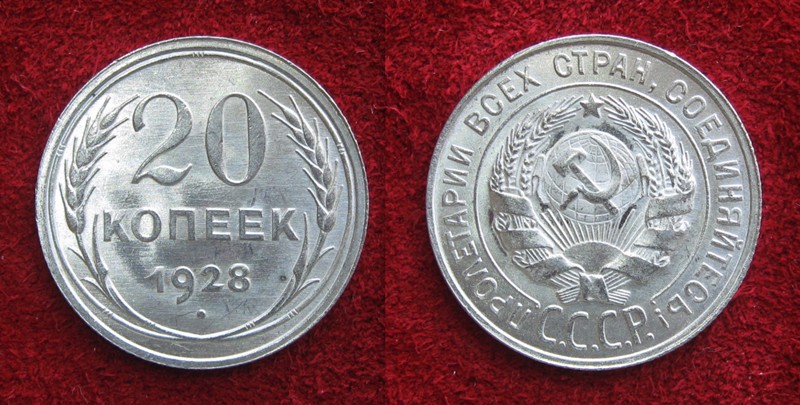 20
КОПЕЕК
1928
ПРОЛЕТАРИИ ВСЕХ СТРАН, СОЕДИНЯЙТЕСЬ!
С.С.С.Р.